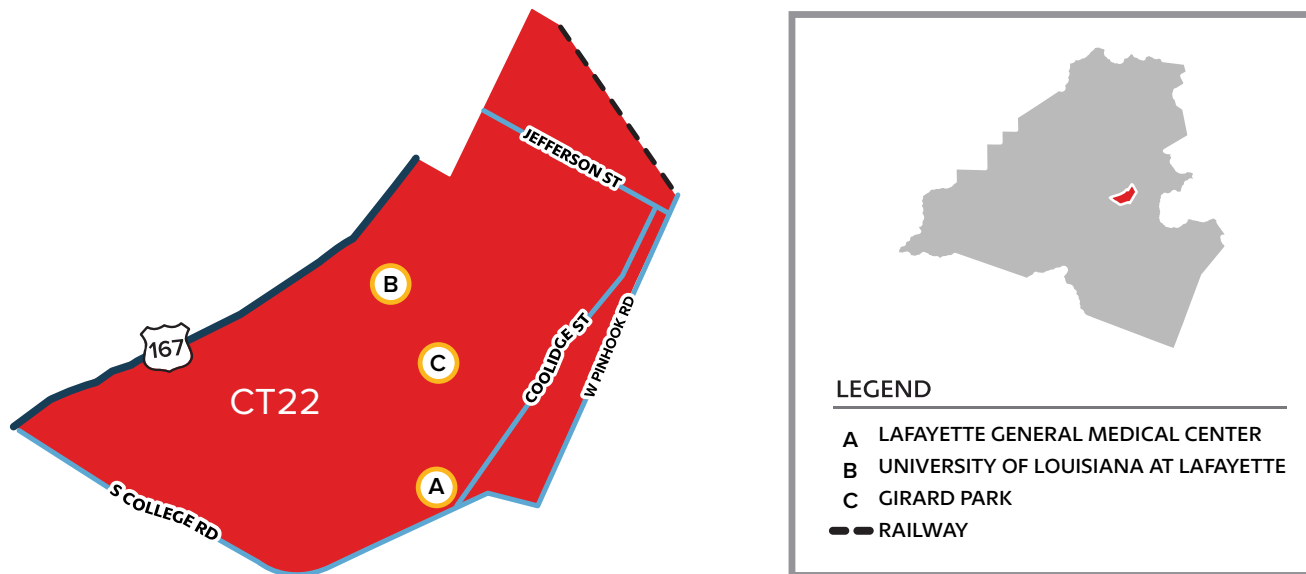 JEFFERSON ST
B
167
C
COOLIDGE ST
W PINHOOK RD
CT22
A
S COLLEGE RD
LEGEND
A LAFAYETTE GENERAL MEDICAL CENTER
B UNIVERSITY OF LOUISIANA AT LAFAYETTE
C GIRARD PARK
RAILWAY